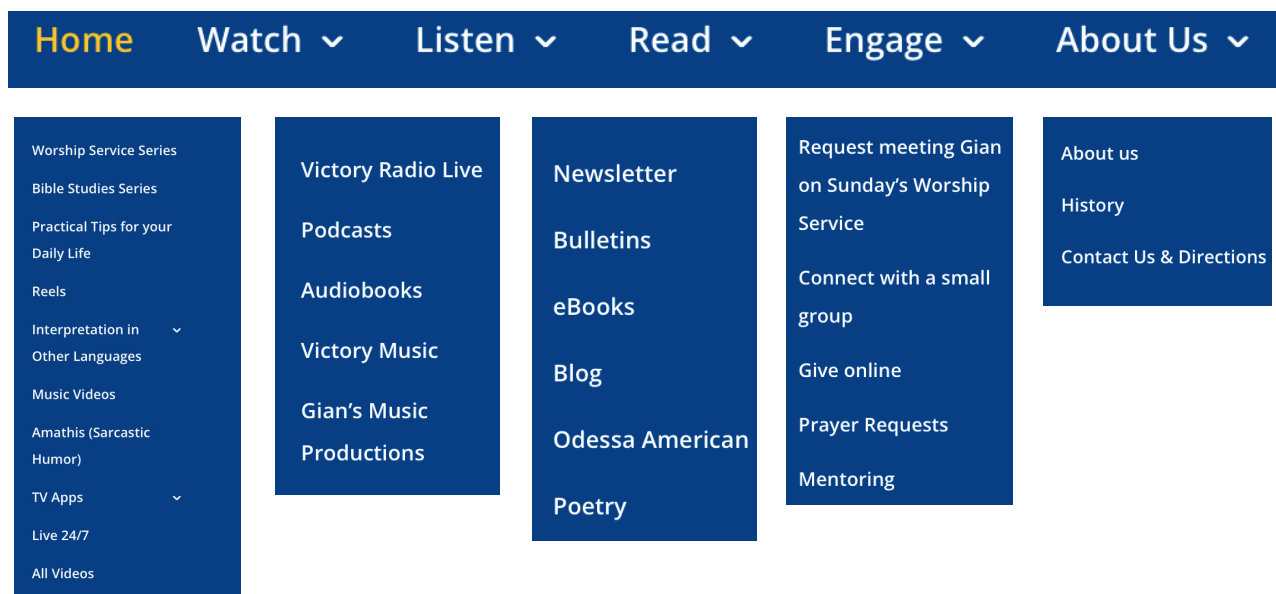 Home Watch Listen Read Engage About Us
Worship Service Series
Bible Studies Series
Practical Tips for your
Daily Life
Reels
Interpretation in
Other Languages
Music Videos
Amathis (Sarcastic
Humor)
TV Apps
Live 24/7
All Videos
Victory Radio Live
Podcasts
Audiobooks
Victory Music
Gian’s Music
Productions
Newsletter
Bulletins
eBooks
Blog
Odessa American
Poetry
Request meeting Gian
on Sunday’s Worship
Service
Connect with a small
group
Give online
Prayer Requests
Mentoring
About us
History
Contact Us & Directions